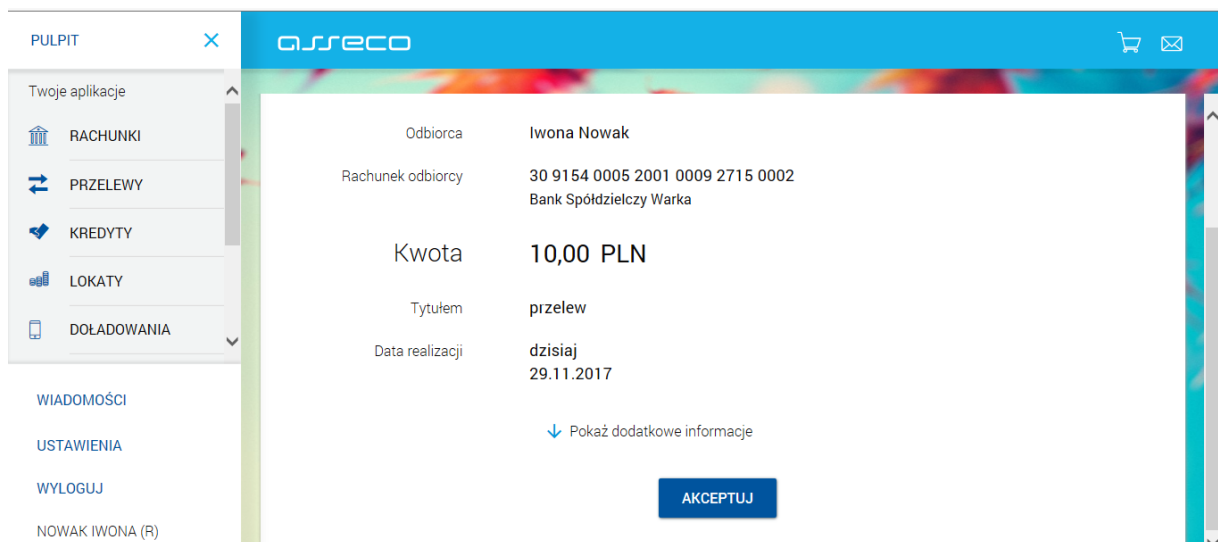 PULPIT
asseco
Twoje aplikacje
RACHUNKI
PRZELEWY
KREDYTY
LOKATY
DOŁADOWANIA
WIADOMOŚCI
USTAWIENIA
WYLOGUJ
NOWAK IWONA (R)
Odbiorca Iwona Nowak
Rachunek odbiorcy 30 9154 0005 2001 0009 2715 0002
Bank Spółdzielczy Warka
Kwota 10,00 PLN
Tytułem przelew
Data realizacji dzisiaj
29.11.2017
Pokaż dodatkowe informacje
AKCEPTUJ